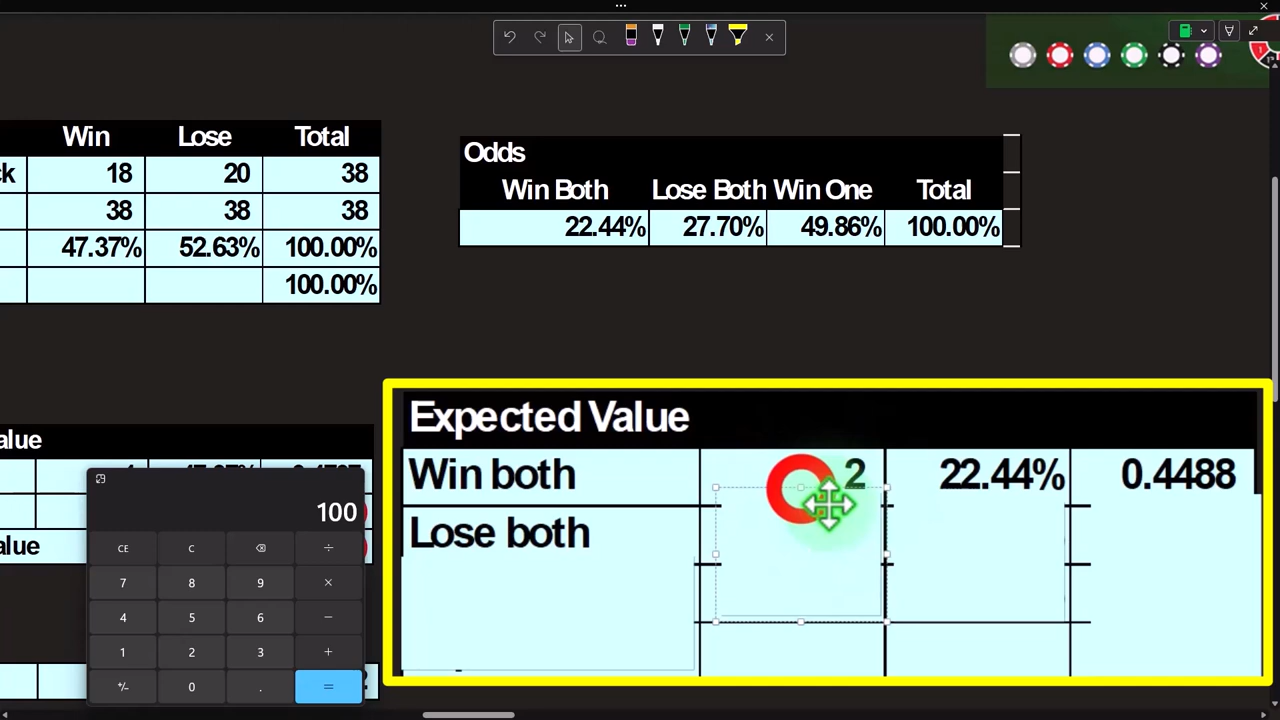 Win Lose Total
ck 18 20 38
38 38 38
47.37% 52.63% 100.00%
100.00%
Odds
Win Both Lose Both Win One Total
22.44% 27.70% 49.86% 100.00%
alue
alue
Expected Value
Win both 2 22.44% 0.4488
Lose both
100
CE C ÷
7 8 9 ×
4 5 6 −
1 2 3 +
+/− 0 . =